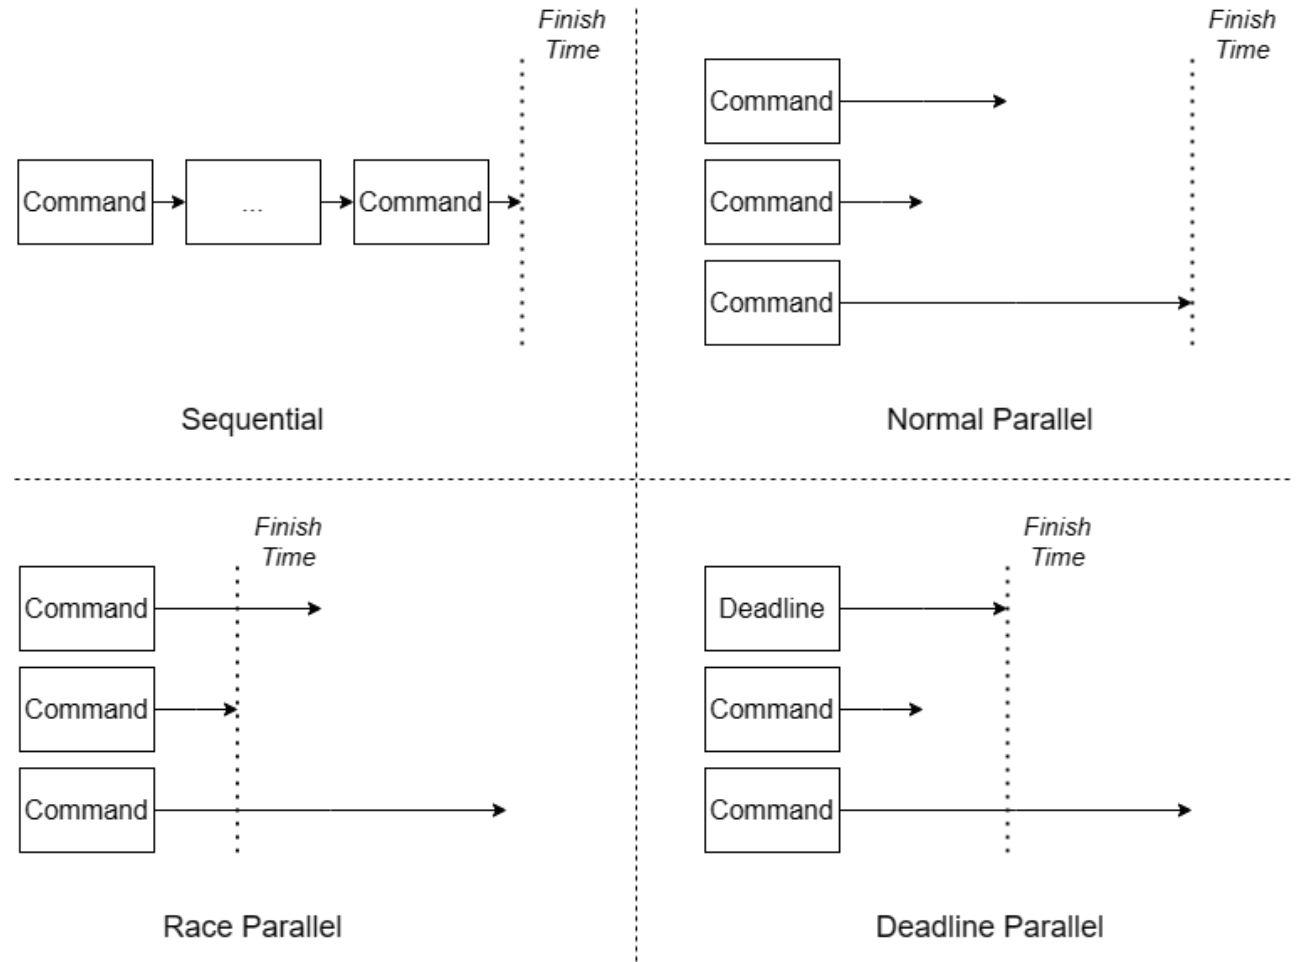 Finish
Time
Command
...
Command
Sequential
Finish
Time
Command
Command
Command
Normal Parallel
Finish
Time
Command
Command
Command
Race Parallel
Finish
Time
Deadline
Command
Command
Deadline Parallel